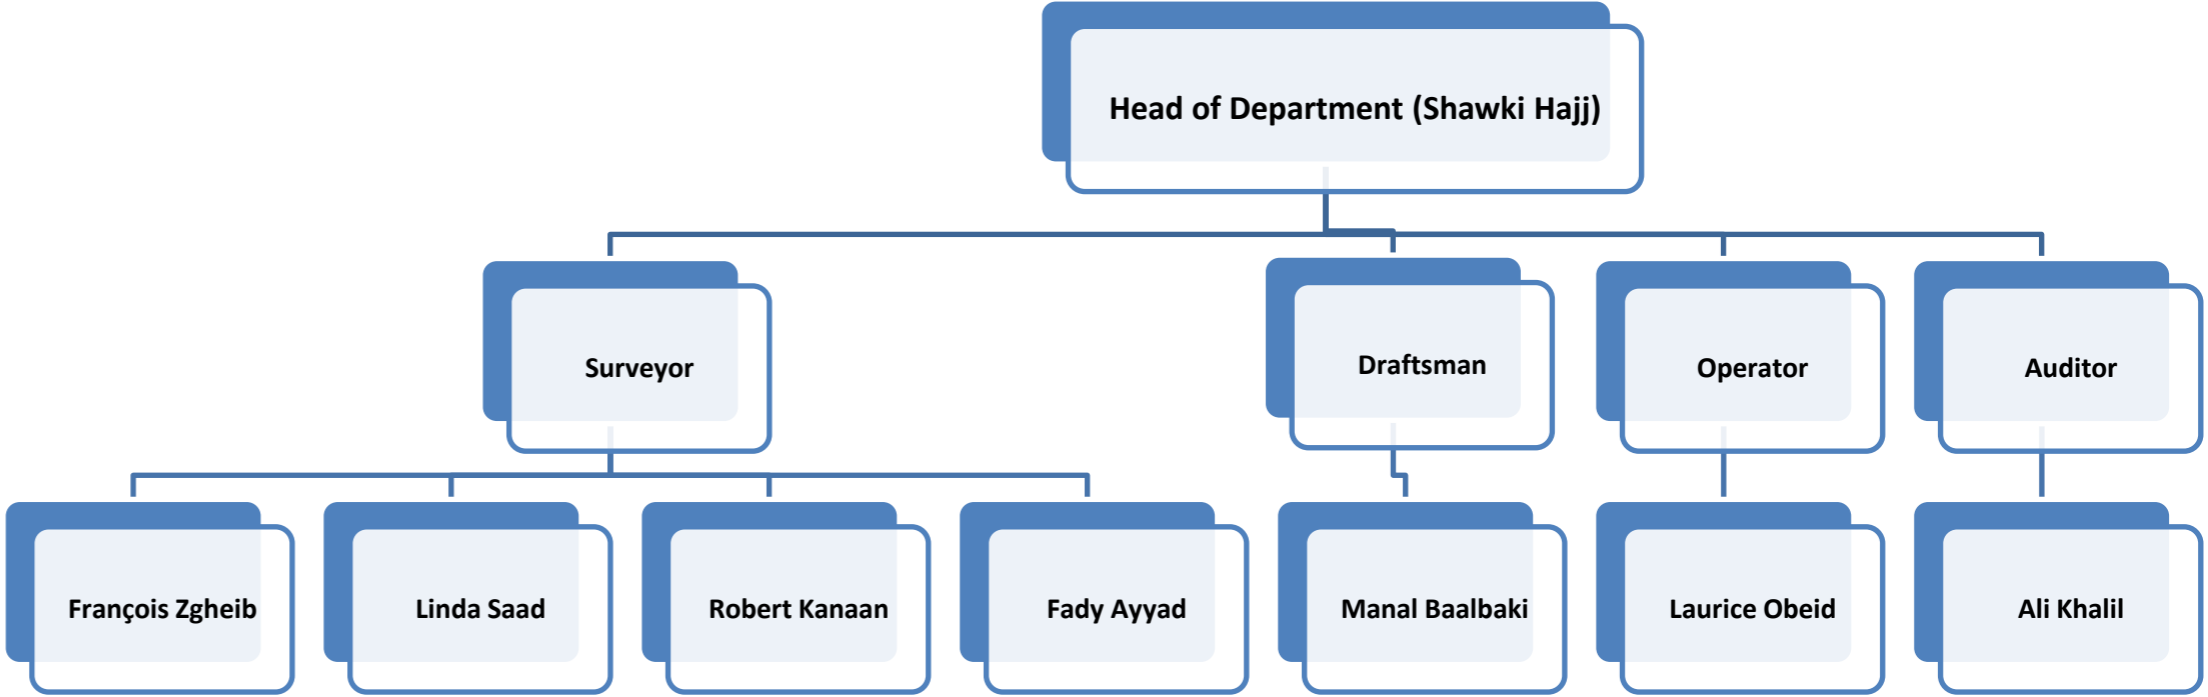 Head of Department (Shawki Hajj)
Surveyor
Draftsman
Operator
Auditor
François Zgheib
Linda Saad
Robert Kanaan
Fady Ayyad
Manal Baalbaki
Laurice Obeid
Ali Khalil